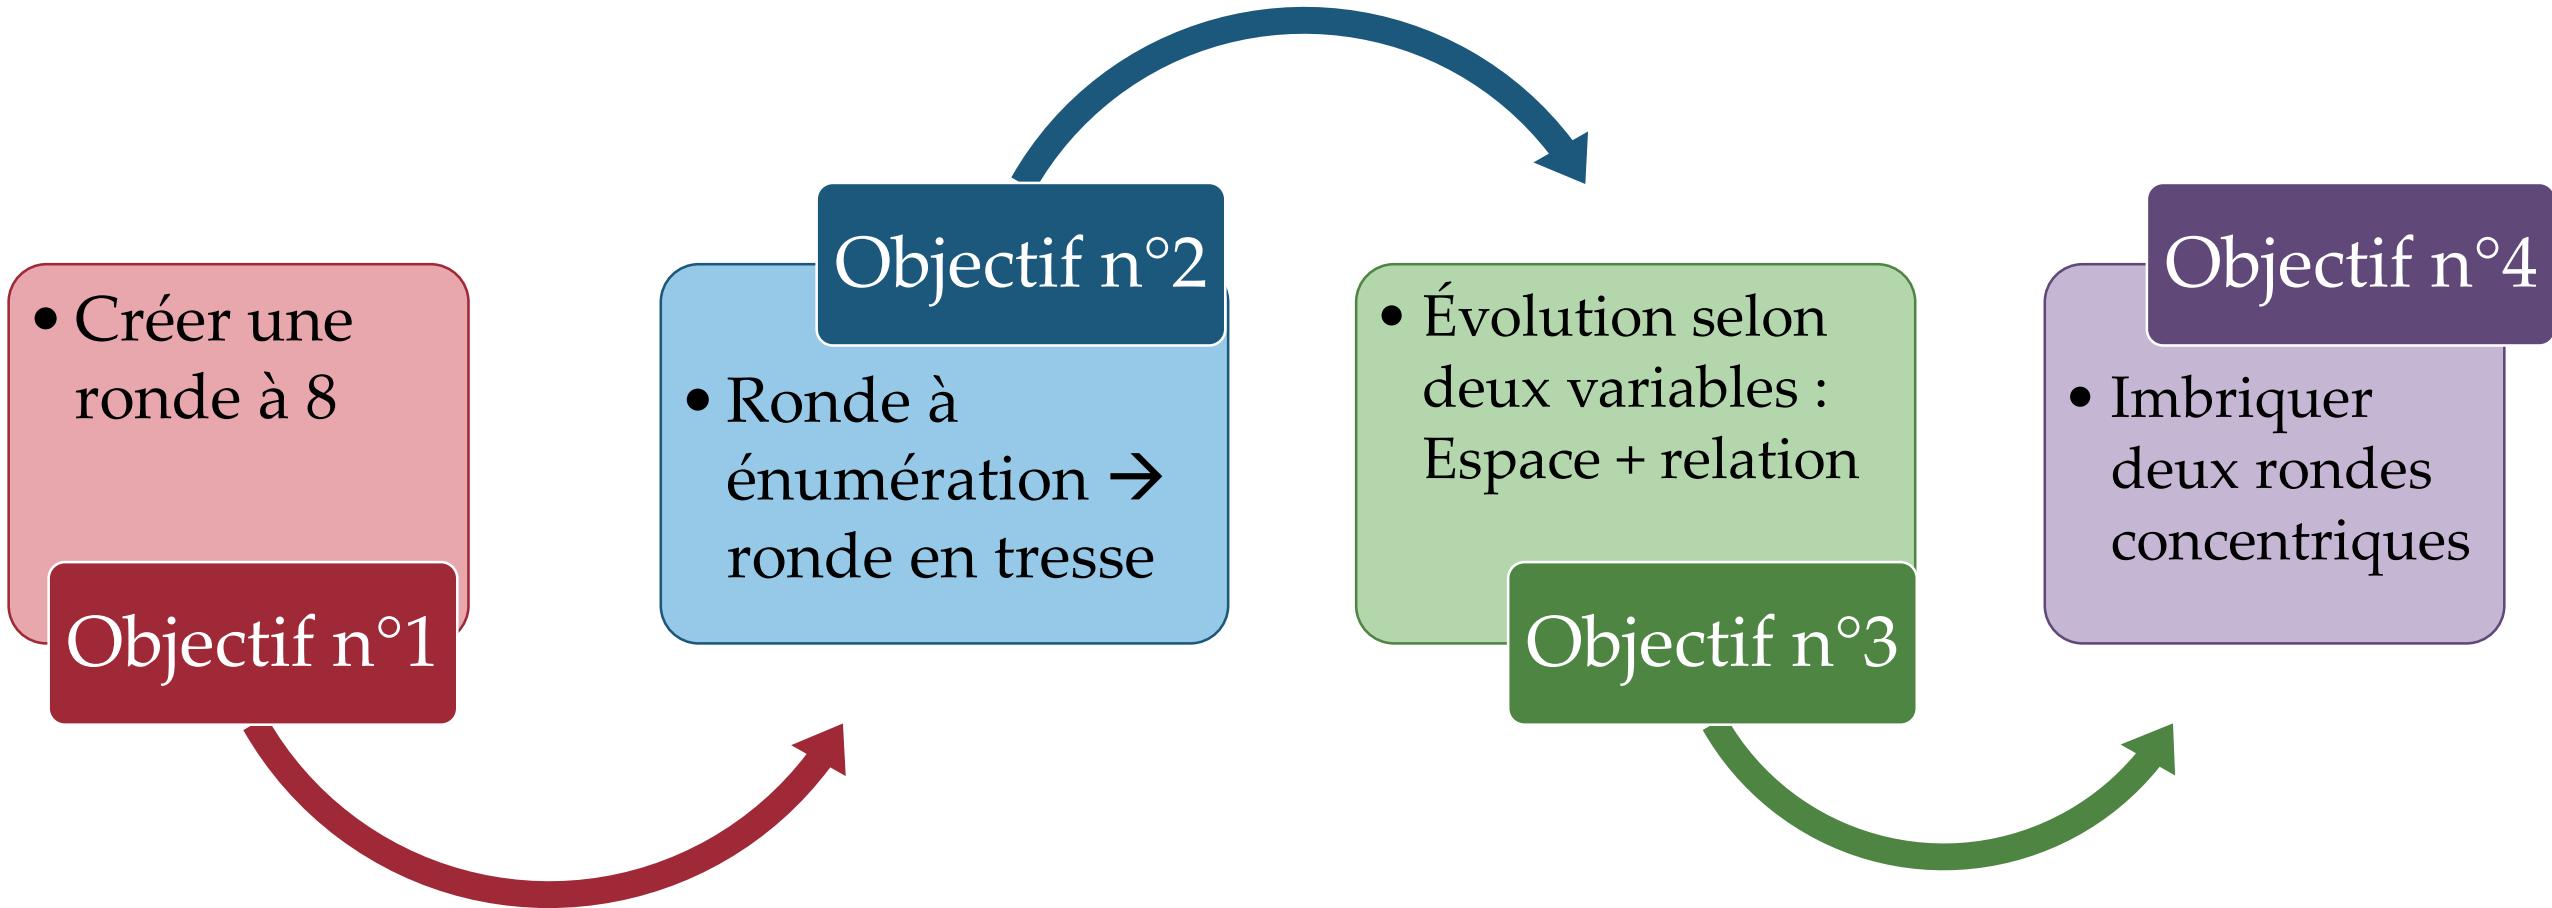 • Créer une
ronde à 8
Objectif n°1
Objectif n°2
• Ronde à
énumération →
ronde en tresse
• Évolution selon
deux variables :
Espace + relation
Objectif n°3
Objectif n°4
• Imbriquer
deux rondes
concentriques